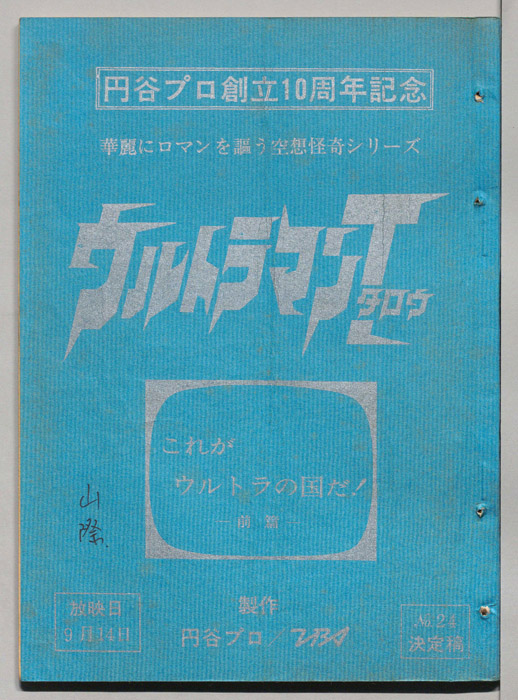 円谷プロ創立10周年記念
華麗にロマンを謳う空想怪奇シリーズ
ウルトラマンT
タロウ
これが
ウルトラの国だ!
―前篇―
山際
放映日
9月14日
製作
円谷プロ/TBS
No.24
決定稿